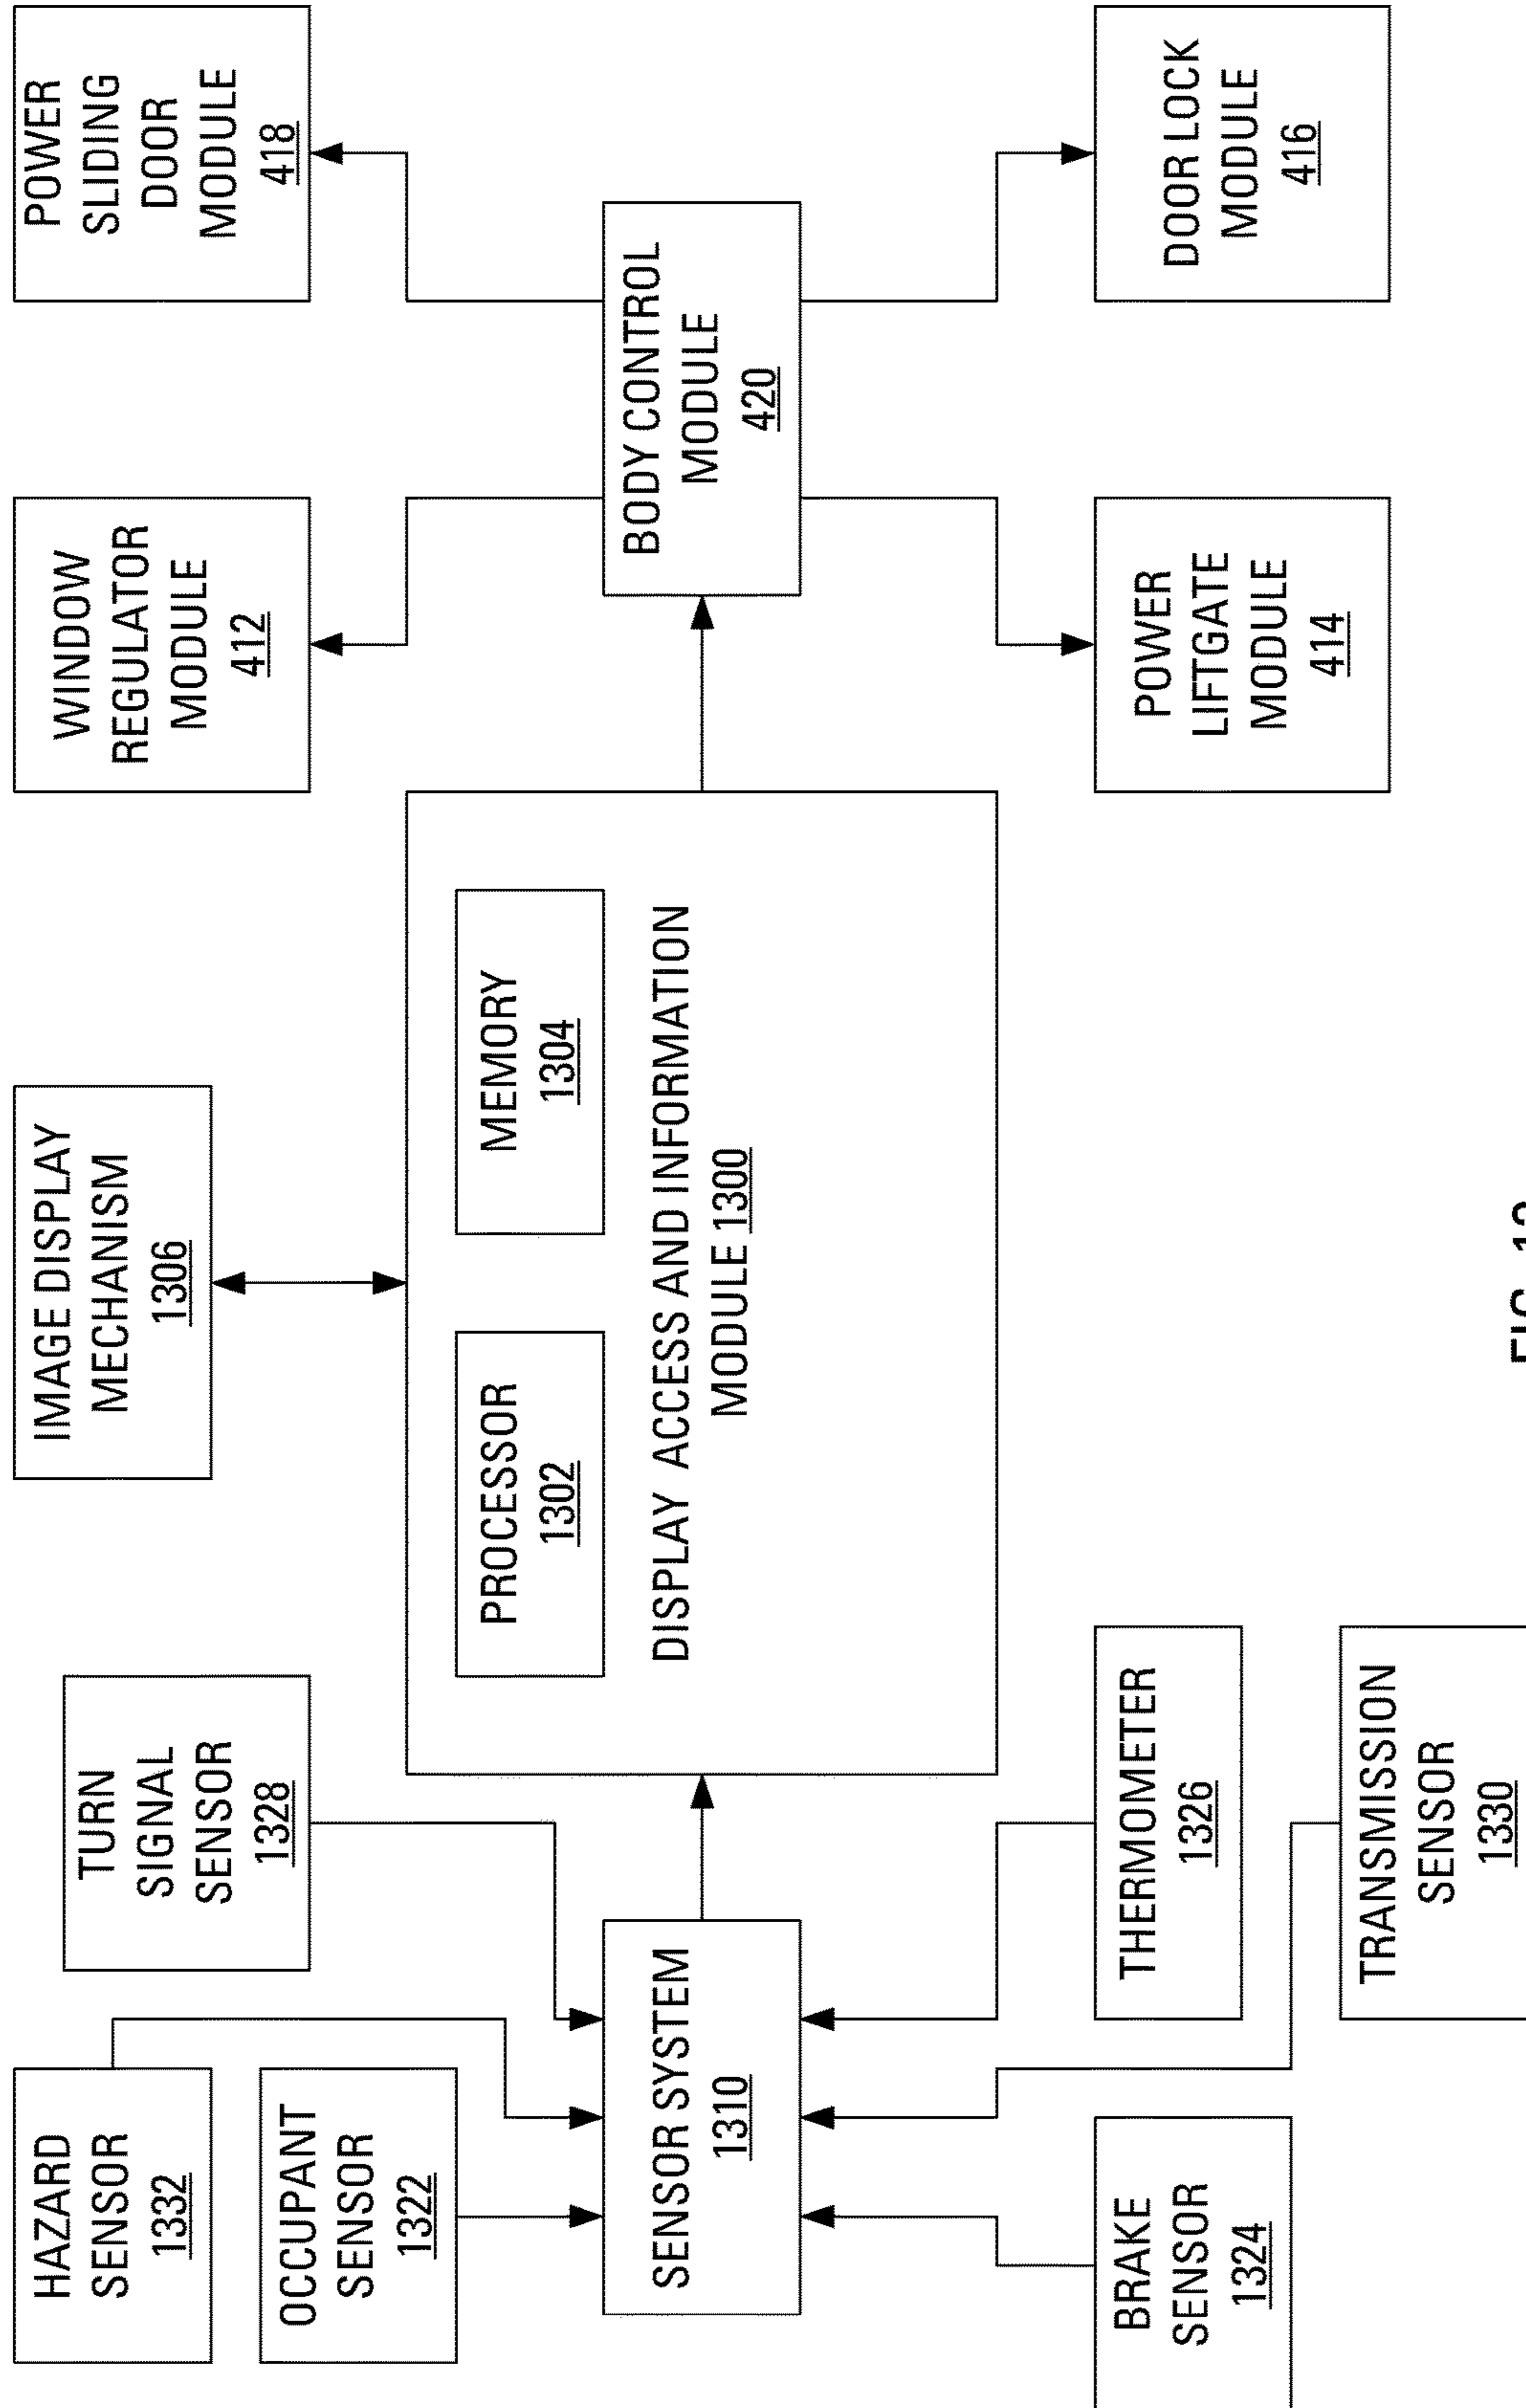 HAZARD
SENSOR
1332
OCCUPANT
SENSOR
1322
TURN
SIGNAL
SENSOR
1328
SENSOR SYSTEM
1310
BRAKE
SENSOR
1324
THERMOMETER
1326
TRANSMISSION
SENSOR
1330
IMAGE DISPLAY
MECHANISM
1306
PROCESSOR
1302
MEMORY
1304
DISPLAY ACCESS AND INFORMATION
MODULE 1300
WINDOW
REGULATOR
MODULE
412
POWER
SLIDING
DOOR
MODULE
418
BODY CONTROL
MODULE
420
POWER
LIFTGATE
MODULE
414
DOOR LOCK
MODULE
416
FIG.